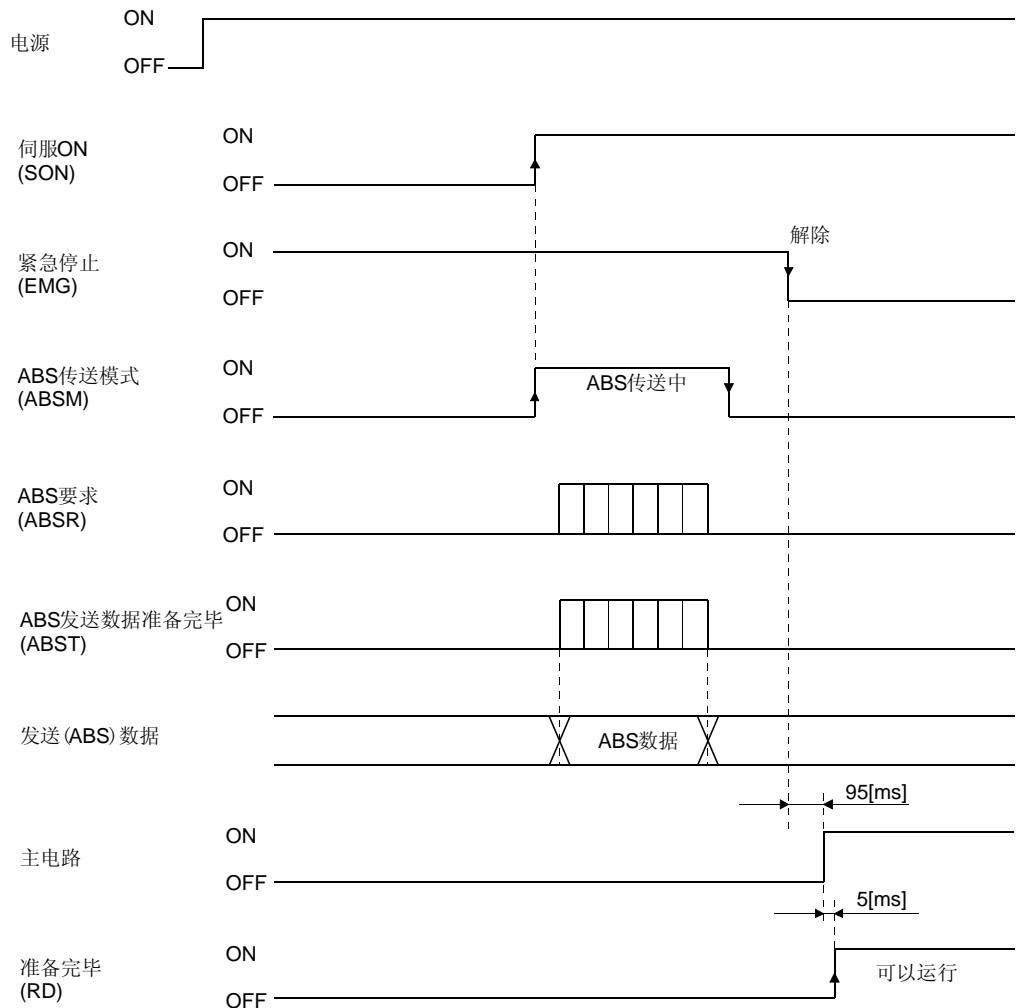 电源
ON
OFF
伺服ON
(SON)
ON
OFF
紧急停止
(EMG)
ON
OFF
解除
ABS传送模式
(ABSM)
ON
OFF
ABS传送中
ABS要求
(ABSR)
ON
OFF
ABS发送数据准备完毕
(ABST)
ON
OFF
发送(ABS)数据
ABS数据
95[ms]
主电路
ON
OFF
5[ms]
准备完毕
(RD)
ON
OFF
可以运行